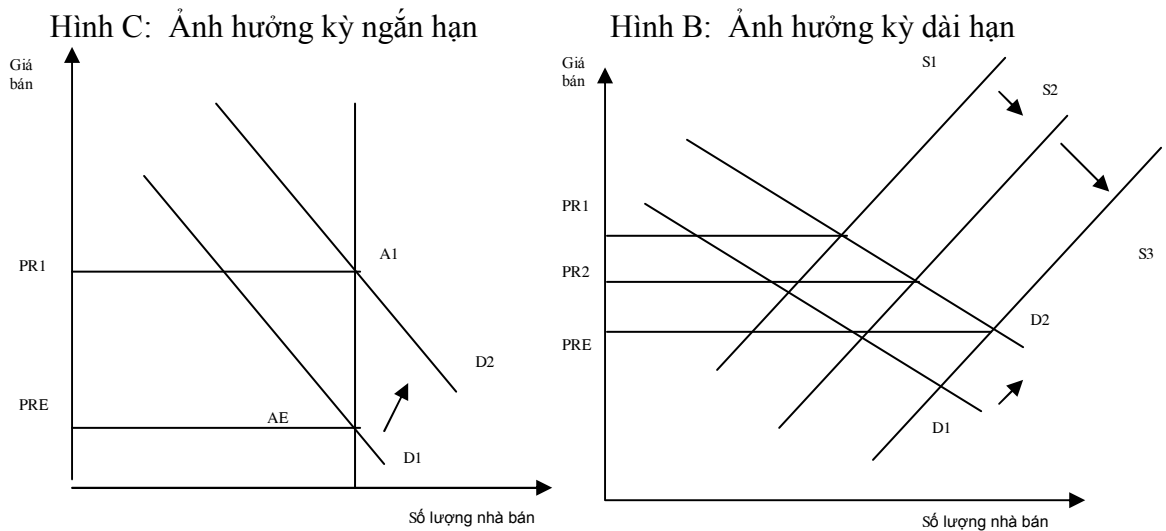 Hình C: Ảnh hưởng kỳ ngắn hạn
Giá
bán
PR1
A1
D2
PRE
AE
D1
Số lượng nhà bán
Hình B: Ảnh hưởng kỳ dài hạn
Giá
bán
S1
S2
PR1
PR2
S3
PRE
D2
D1
Số lượng nhà bán